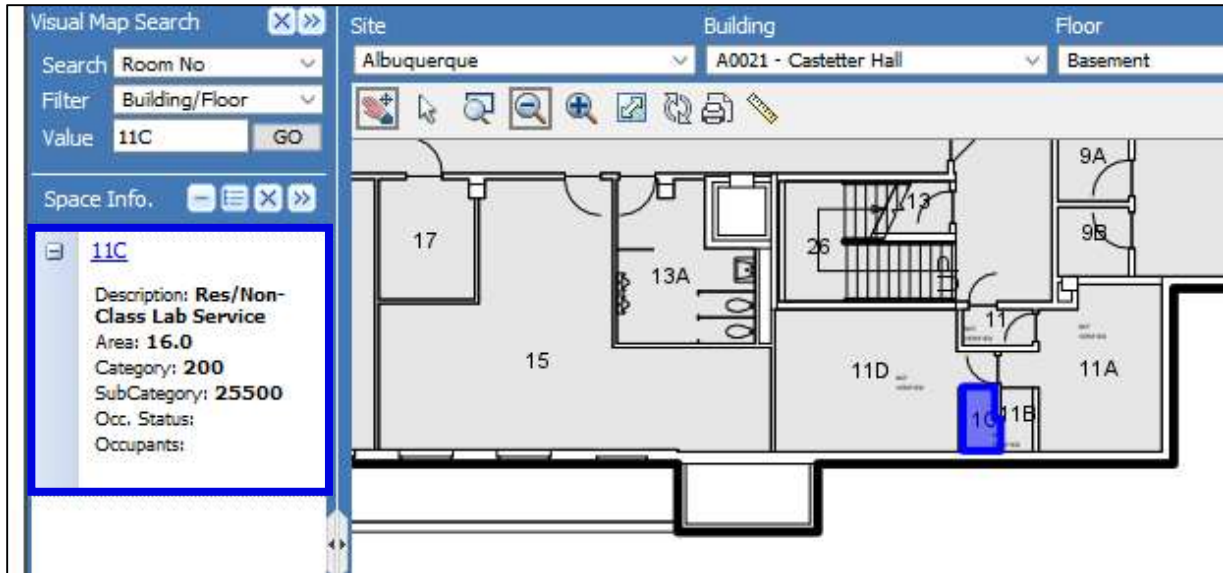 Visual Map Search
Search Room No
Filter Building/Floor
Value 11C GO
Space Info.
11C
Description: Res/Non-
Class Lab Service
Area: 16.0
Category: 200
SubCategory: 25500
Occ. Status:
Occupants:
Site Building Floor
Albuquerque A0021 - Castetter Hall Basement
9A
17 13 9B
26
13A
11
15 11D 11A
11B